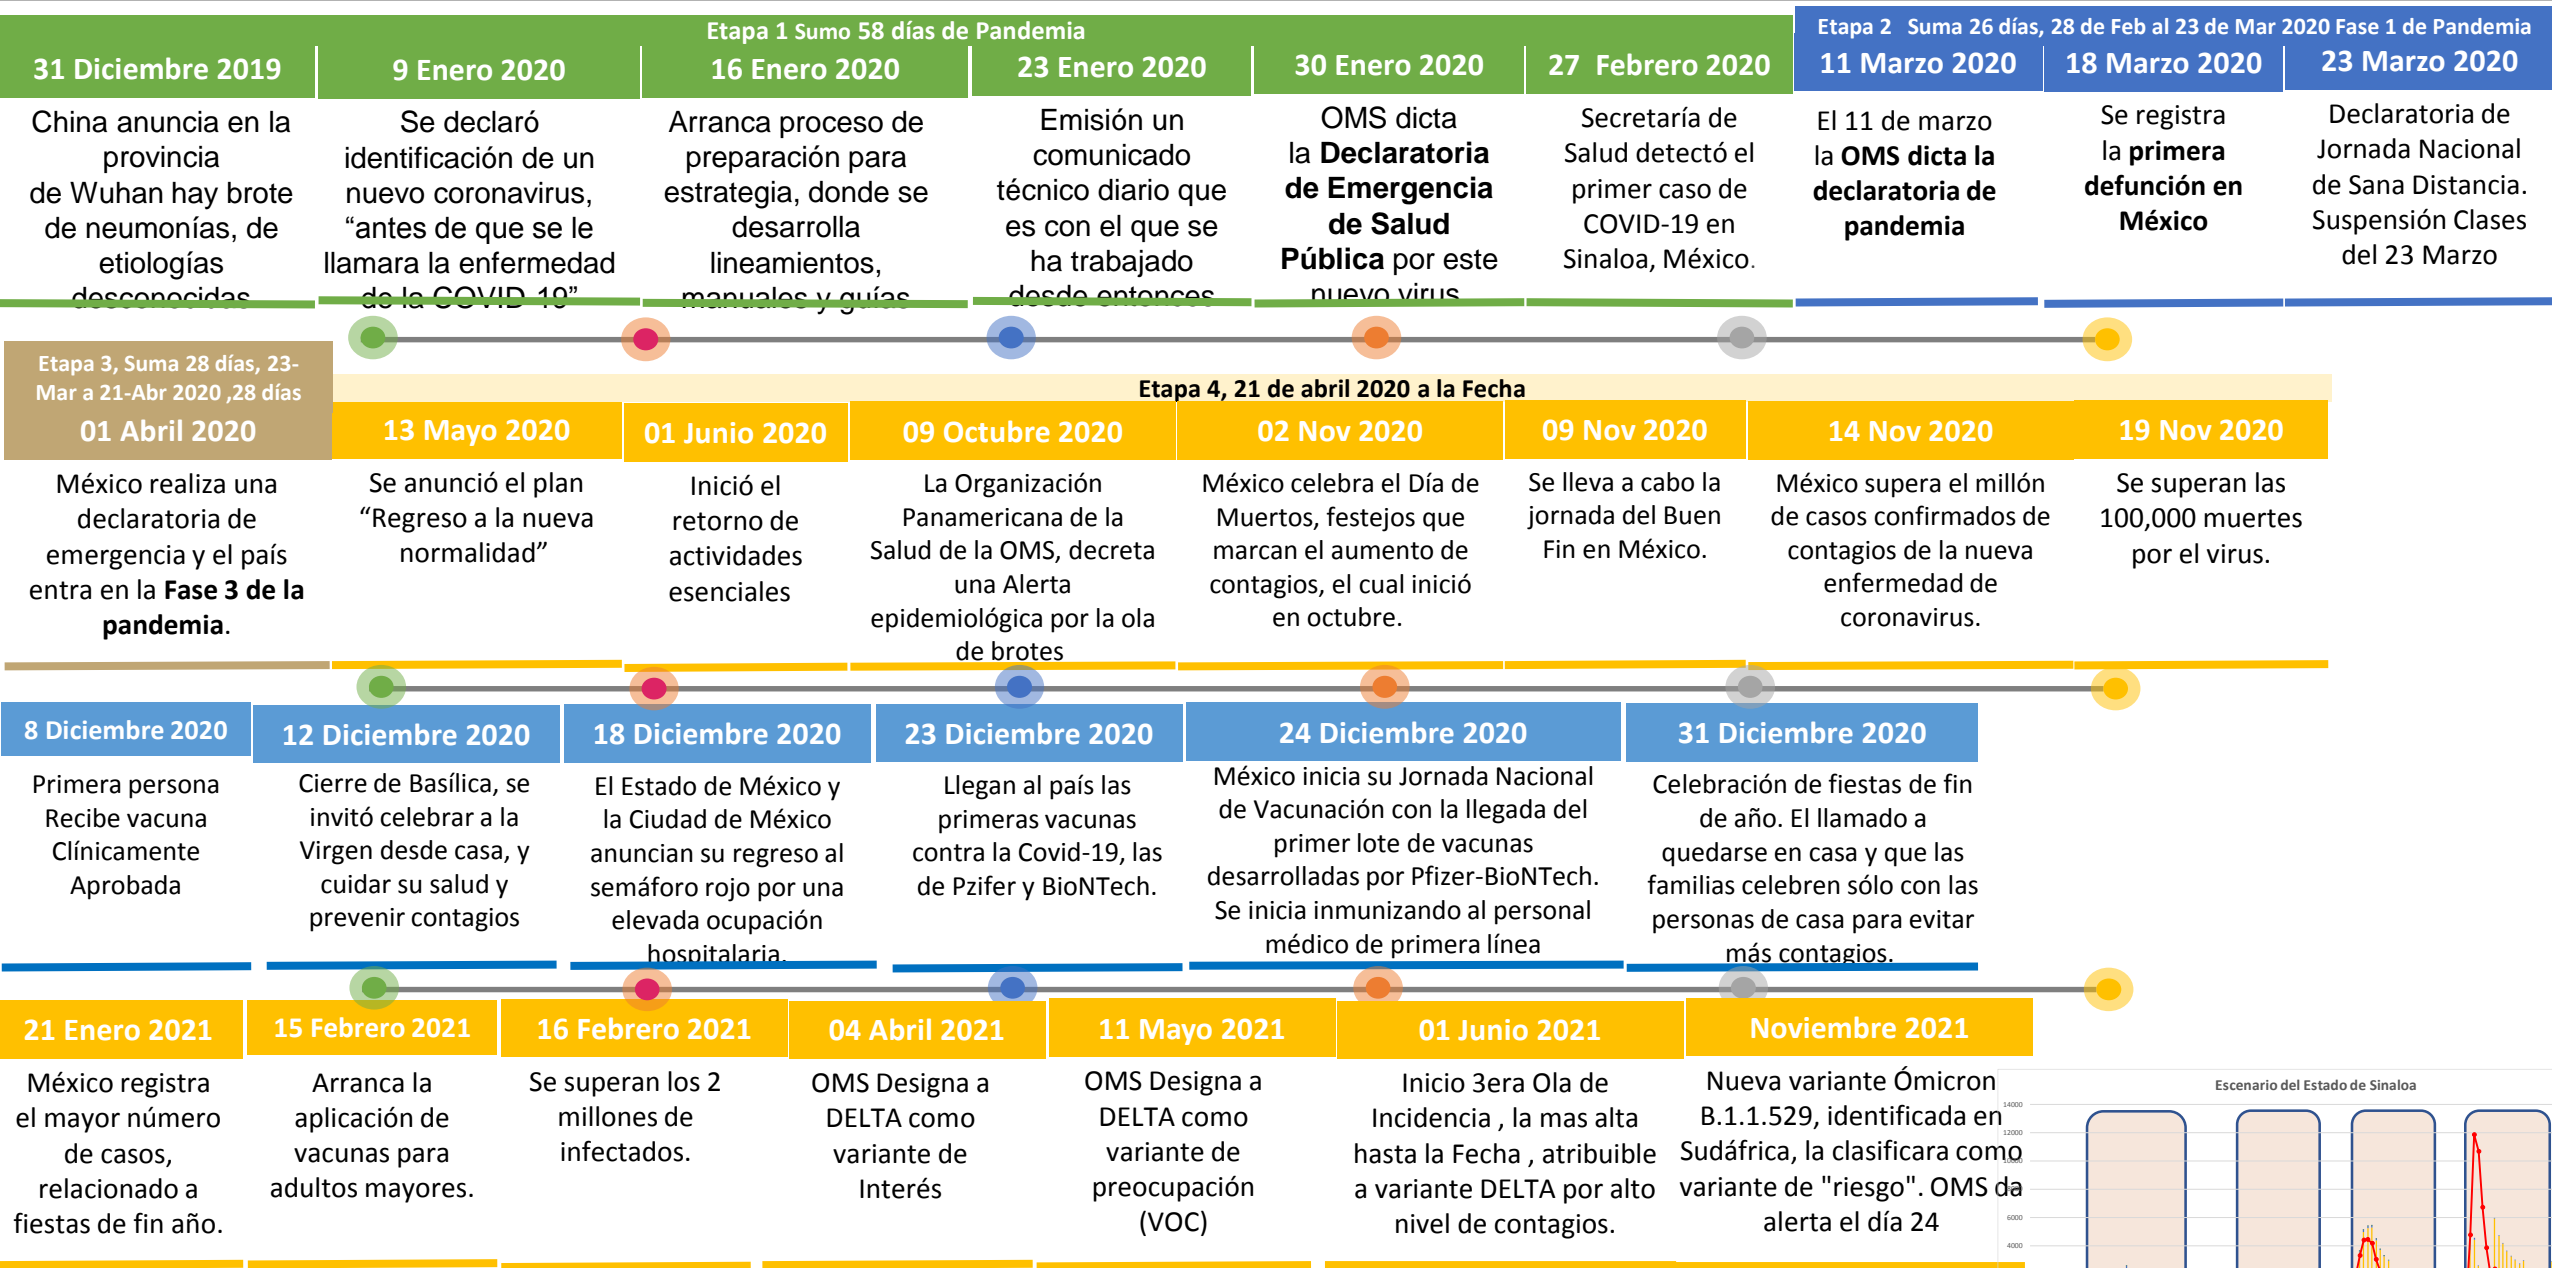 Etapa 1 Sumo 58 días de Pandemia
Etapa 2 Suma 26 días, 28 de Feb al 23 de Mar 2020 Fase 1 de Pandemia
31 Diciembre 2019
China anuncia en la
provincia
de Wuhan hay brote
de neumonías, de
etiologías
desconocidas
9 Enero 2020
Se declaró
identificación de un
nuevo coronavirus,
“antes de que se le
llamara la enfermedad
de la COVID-19”
16 Enero 2020
Arranca proceso de
preparación para
estrategia, donde se
desarrolla
lineamientos,
manuales y guías
23 Enero 2020
Emisión un
comunicado
técnico diario que
es con el que se
ha trabajado
desde entonces
30 Enero 2020
OMS dicta
la Declaratoria
de Emergencia
de Salud
Pública por este
nuevo virus
27 Febrero 2020
Secretaría de
Salud detectó el
primer caso de
COVID-19 en
Sinaloa, México.
11 Marzo 2020
El 11 de marzo
la OMS dicta la
declaratoria de
pandemia
18 Marzo 2020
Se registra
la primera
defunción en
México
23 Marzo 2020
Declaratoria de
Jornada Nacional
de Sana Distancia.
Suspensión Clases
del 23 Marzo
Etapa 3, Suma 28 días, 23-
Mar a 21-Abr 2020 ,28 días
Etapa 4, 21 de abril 2020 a la Fecha
01 Abril 2020
México realiza una
declaratoria de
emergencia y el país
entra en la Fase 3 de la
pandemia.
13 Mayo 2020
Se anunció el plan
“Regreso a la nueva
normalidad”
01 Junio 2020
Inició el
retorno de
actividades
esenciales
09 Octubre 2020
La Organización
Panamericana de la
Salud de la OMS, decreta
una Alerta
epidemiológica por la ola
de brotes
02 Nov 2020
México celebra el Día de
Muertos, festejos que
marcan el aumento de
contagios, el cual inició
en octubre.
09 Nov 2020
Se lleva a cabo la
jornada del Buen
Fin en México.
14 Nov 2020
México supera el millón
de casos confirmados de
contagios de la nueva
enfermedad de
coronavirus.
19 Nov 2020
Se superan las
100,000 muertes
por el virus.
8 Diciembre 2020
Primera persona
Recibe vacuna
Clínicamente
Aprobada
12 Diciembre 2020
Cierre de Basílica, se
invitó celebrar a la
Virgen desde casa, y
cuidar su salud y
prevenir contagios
18 Diciembre 2020
El Estado de México y
la Ciudad de México
anuncian su regreso al
semáforo rojo por una
elevada ocupación
hospitalaria.
23 Diciembre 2020
Llegan al país las
primeras vacunas
contra la Covid-19, las
de Pzifer y BioNTech.
24 Diciembre 2020
México inicia su Jornada Nacional
de Vacunación con la llegada del
primer lote de vacunas
desarrolladas por Pfizer-BioNTech.
Se inicia inmunizando al personal
médico de primera línea
31 Diciembre 2020
Celebración de fiestas de fin
de año. El llamado a
quedarse en casa y que las
familias celebren sólo con las
personas de casa para evitar
más contagios.
21 Enero 2021
México registra
el mayor número
de casos,
relacionado a
fiestas de fin año.
15 Febrero 2021
Arranca la
aplicación de
vacunas para
adultos mayores.
16 Febrero 2021
Se superan los 2
millones de
infectados.
04 Abril 2021
OMS Designa a
DELTA como
variante de
Interés
11 Mayo 2021
OMS Designa a
DELTA como
variante de
preocupación
(VOC)
01 Junio 2021
Inicio 3era Ola de
Incidencia , la mas alta
hasta la Fecha , atribuible
a variante DELTA por alto
nivel de contagios.
Noviembre 2021
Nueva variante Ómicron
B.1.1.529, identificada en
Sudáfrica, la clasificara como
variante de "riesgo". OMS da
alerta el día 24
Escenario del Estado de Sinaloa
14000
12000
6000
4000